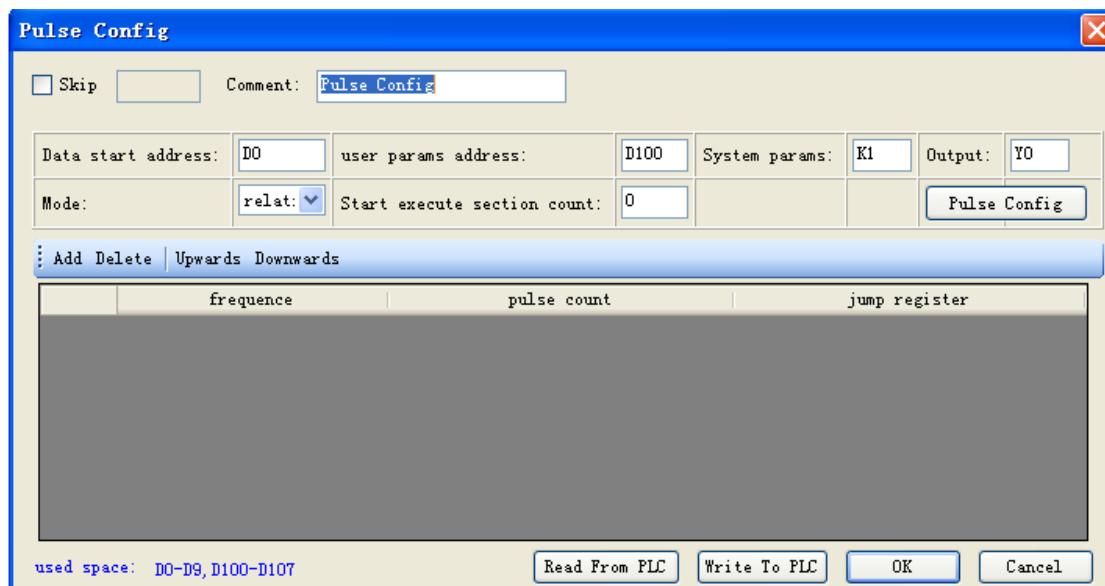 Pulse Config
Skip Comment: Pulse Config
Data start address: D0 user params address: D100 System params: K1 Output: Y0
Mode: relat: Start execute section count: 0 Pulse Config
Add Delete Upwards Downwards
frequence pulse count jump register
used space: D0-D9, D100-D107 Read From PLC Write To PLC OK Cancel